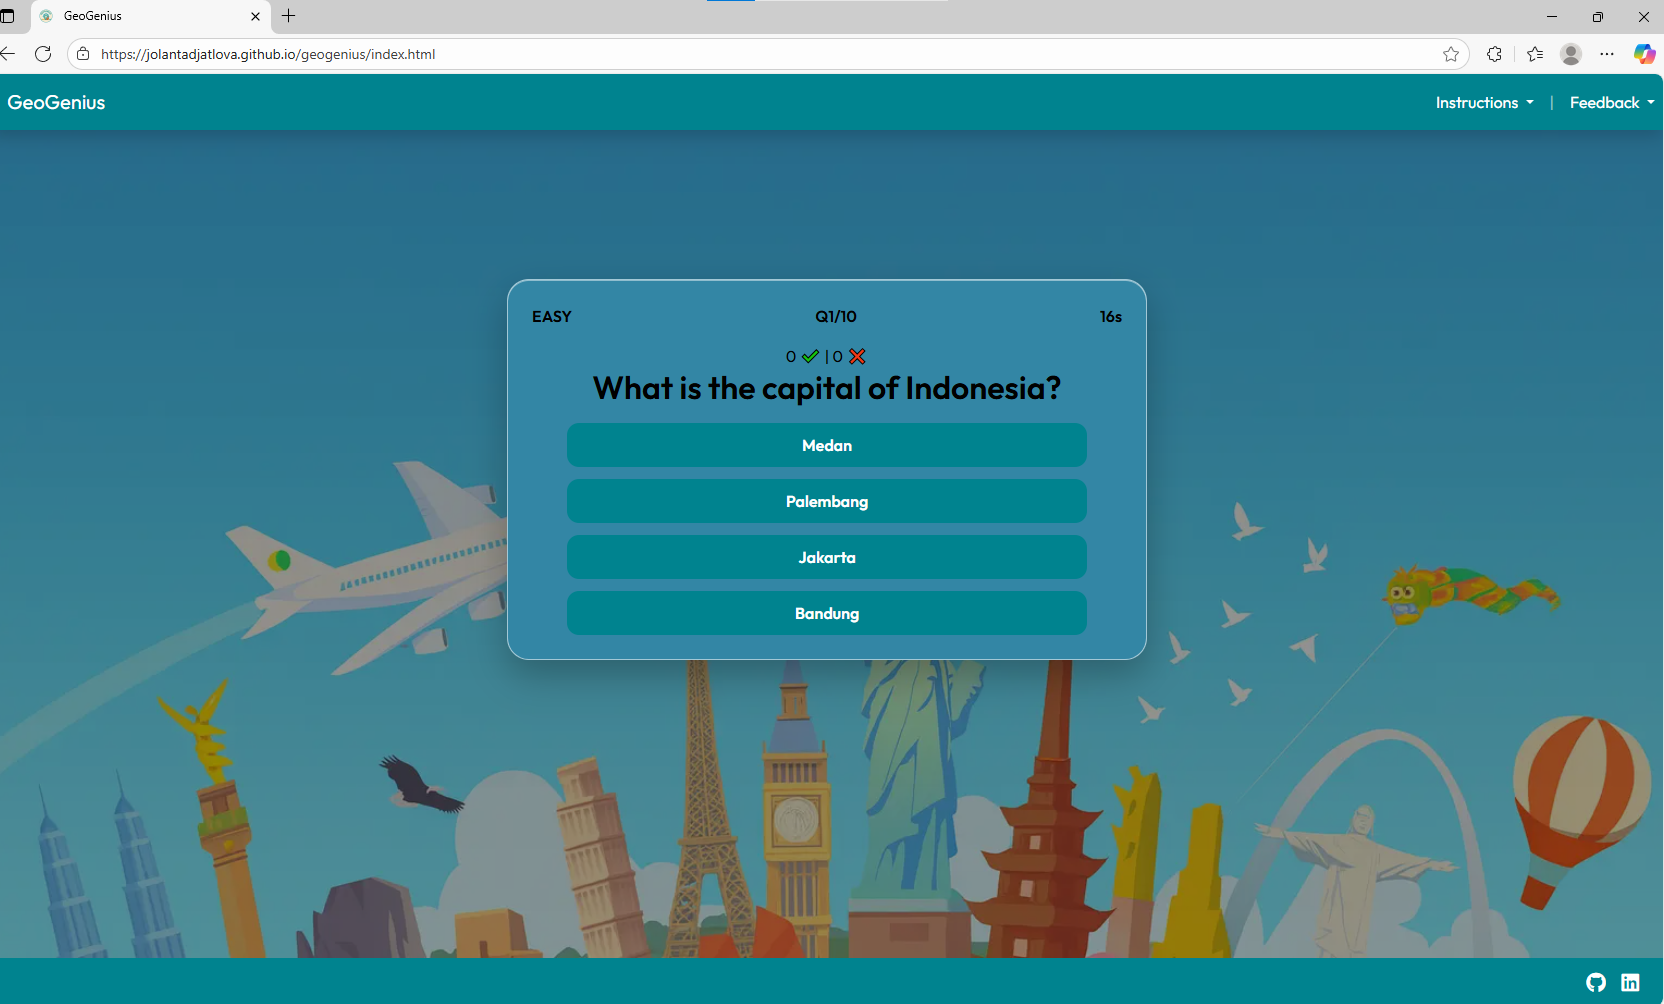 GeoGenius
https://jolantadjatlova.github.io/geogenius/index.html
GeoGenius
Instructions | Feedback
EASY Q1/10 16s
0 ✔ | 0 ❌
What is the capital of Indonesia?
Medan
Palembang
Jakarta
Bandung
in